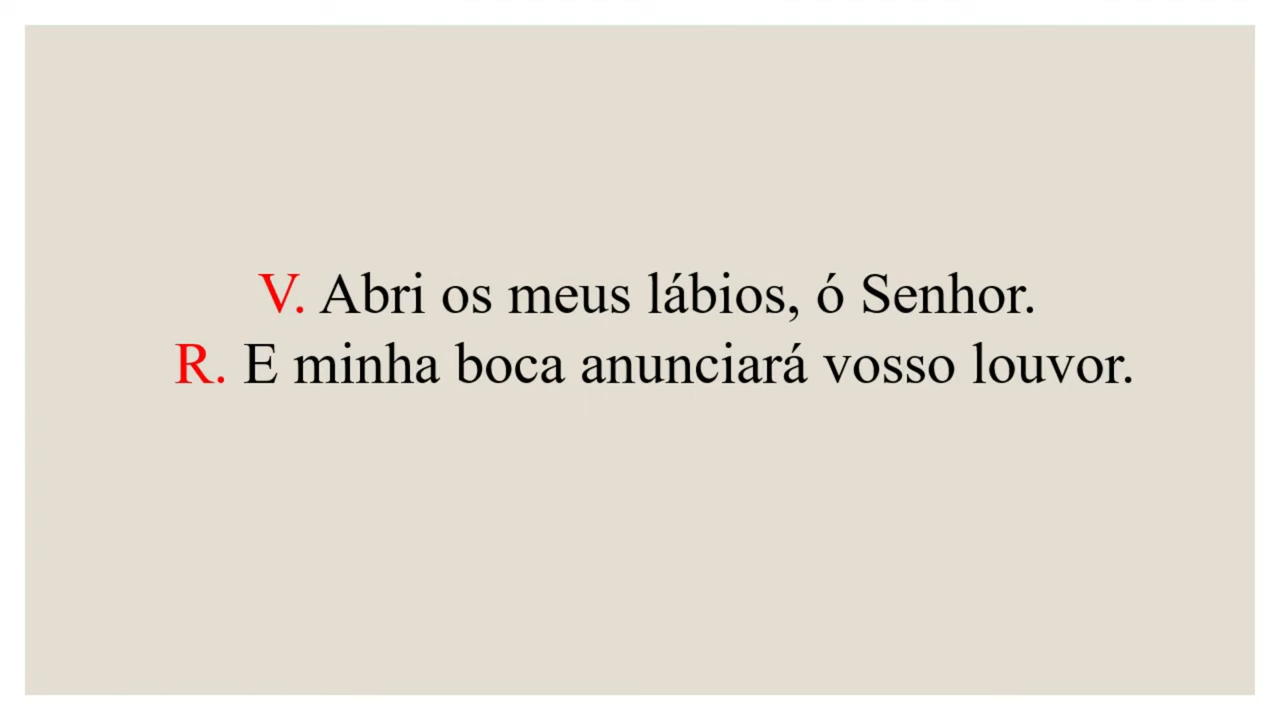 V. Abri os meus lábios, ó Senhor.
R. E minha boca anunciará vosso louvor.